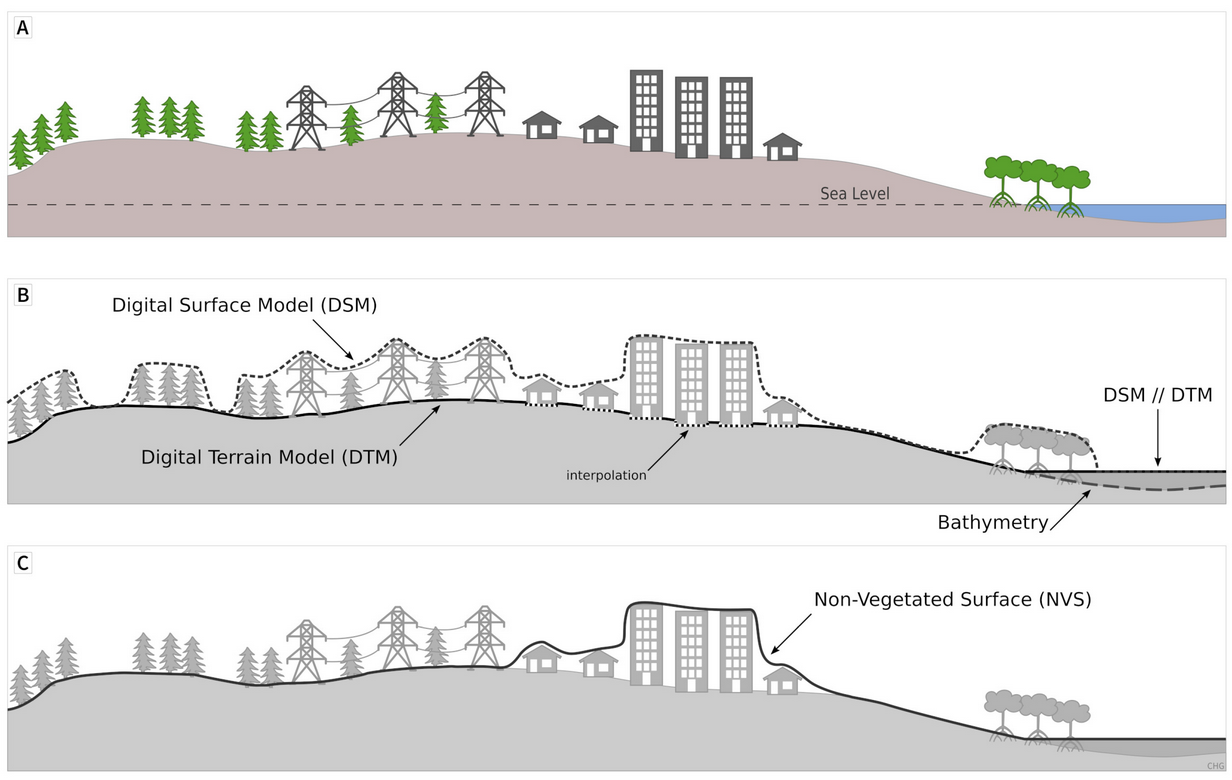 A
Sea Level
B
Digital Surface Model (DSM)
DSM // DTM
Digital Terrain Model (DTM)
interpolation
Bathymetry
C
Non-Vegetated Surface (NVS)
CHG